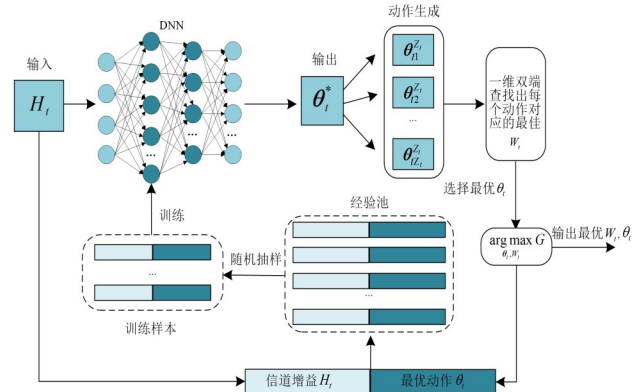 动作生成
DNN
输入
输出
H_t
θ_t^*
θ_{t1}^{Z_t}
θ_{t2}^{Z_t}
...
θ_{tZ_t}^{Z_t}
一维双端
查找出每
个动作对
应的最佳
W_t
...
...
...
选择最优θ_t
训练
经验池
arg max G
θ_t,W_t
输出最优W_t,θ_t
随机抽样
...
...
训练样本
信道增益H_t
最优动作θ_t